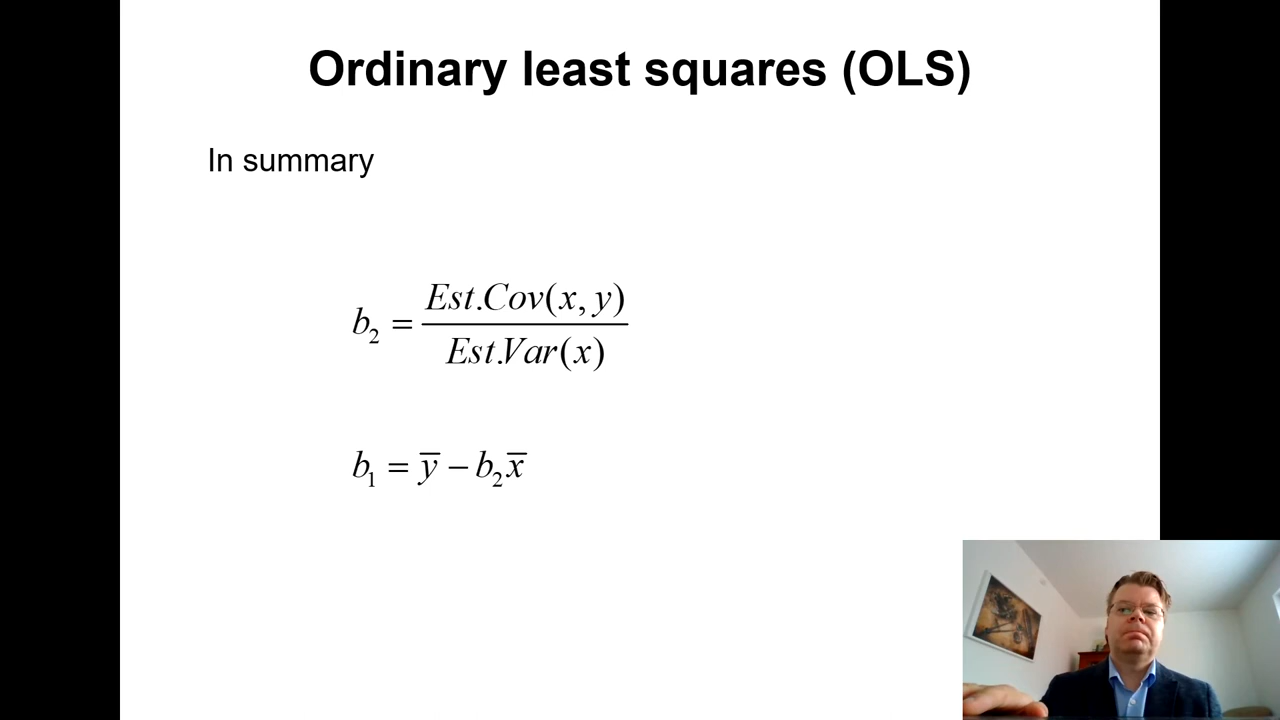 Ordinary least squares (OLS)
In summary
b₂ = Est.Cov(x, y) / Est.Var(x)
b₁ = y̅ − b₂x̅